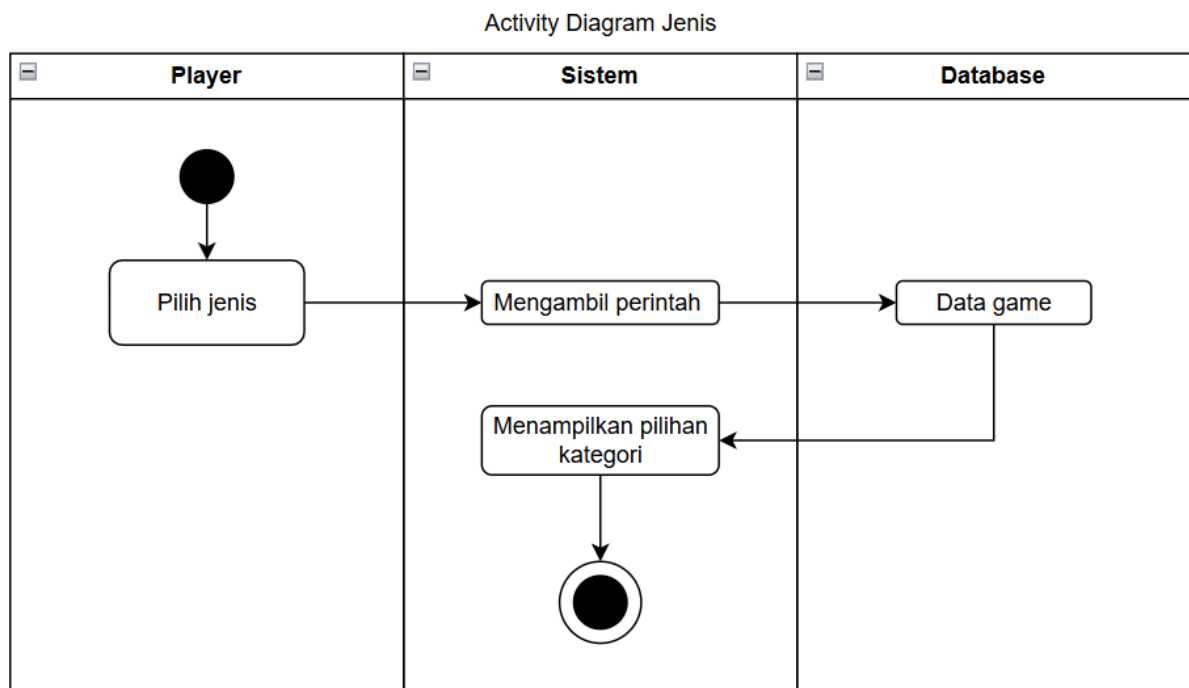 Activity Diagram Jenis
Player
Sistem
Database
Pilih jenis
Mengambil perintah
Data game
Menampilkan pilihan
kategori